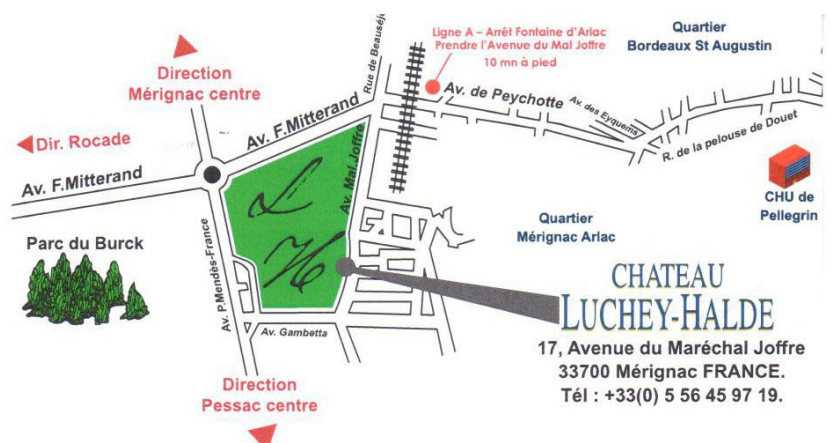 Ligne A – Arrêt Fontaine d'Arlac
Prendre l'Avenue du Mal Joffre
10 mn à pied
Quartier
Bordeaux St Augustin
Direction
Mérignac centre
Rue de Beauséjour
Av. de Peychotte
Av. des Eyquems
R. de la pelouse de Douet
Dir. Rocade
Av. F.Mitterand
Av. F.Mitterand
Av. Mal.Joffre
L
H
CHU de
Pellegrin
Quartier
Mérignac Arlac
Parc du Burck
Av. P.Mendès-France
Av. Gambetta
CHATEAU
LUCHEY-HALDE
17, Avenue du Maréchal Joffre
33700 Mérignac FRANCE.
Tél : +33(0) 5 56 45 97 19.
Direction
Pessac centre